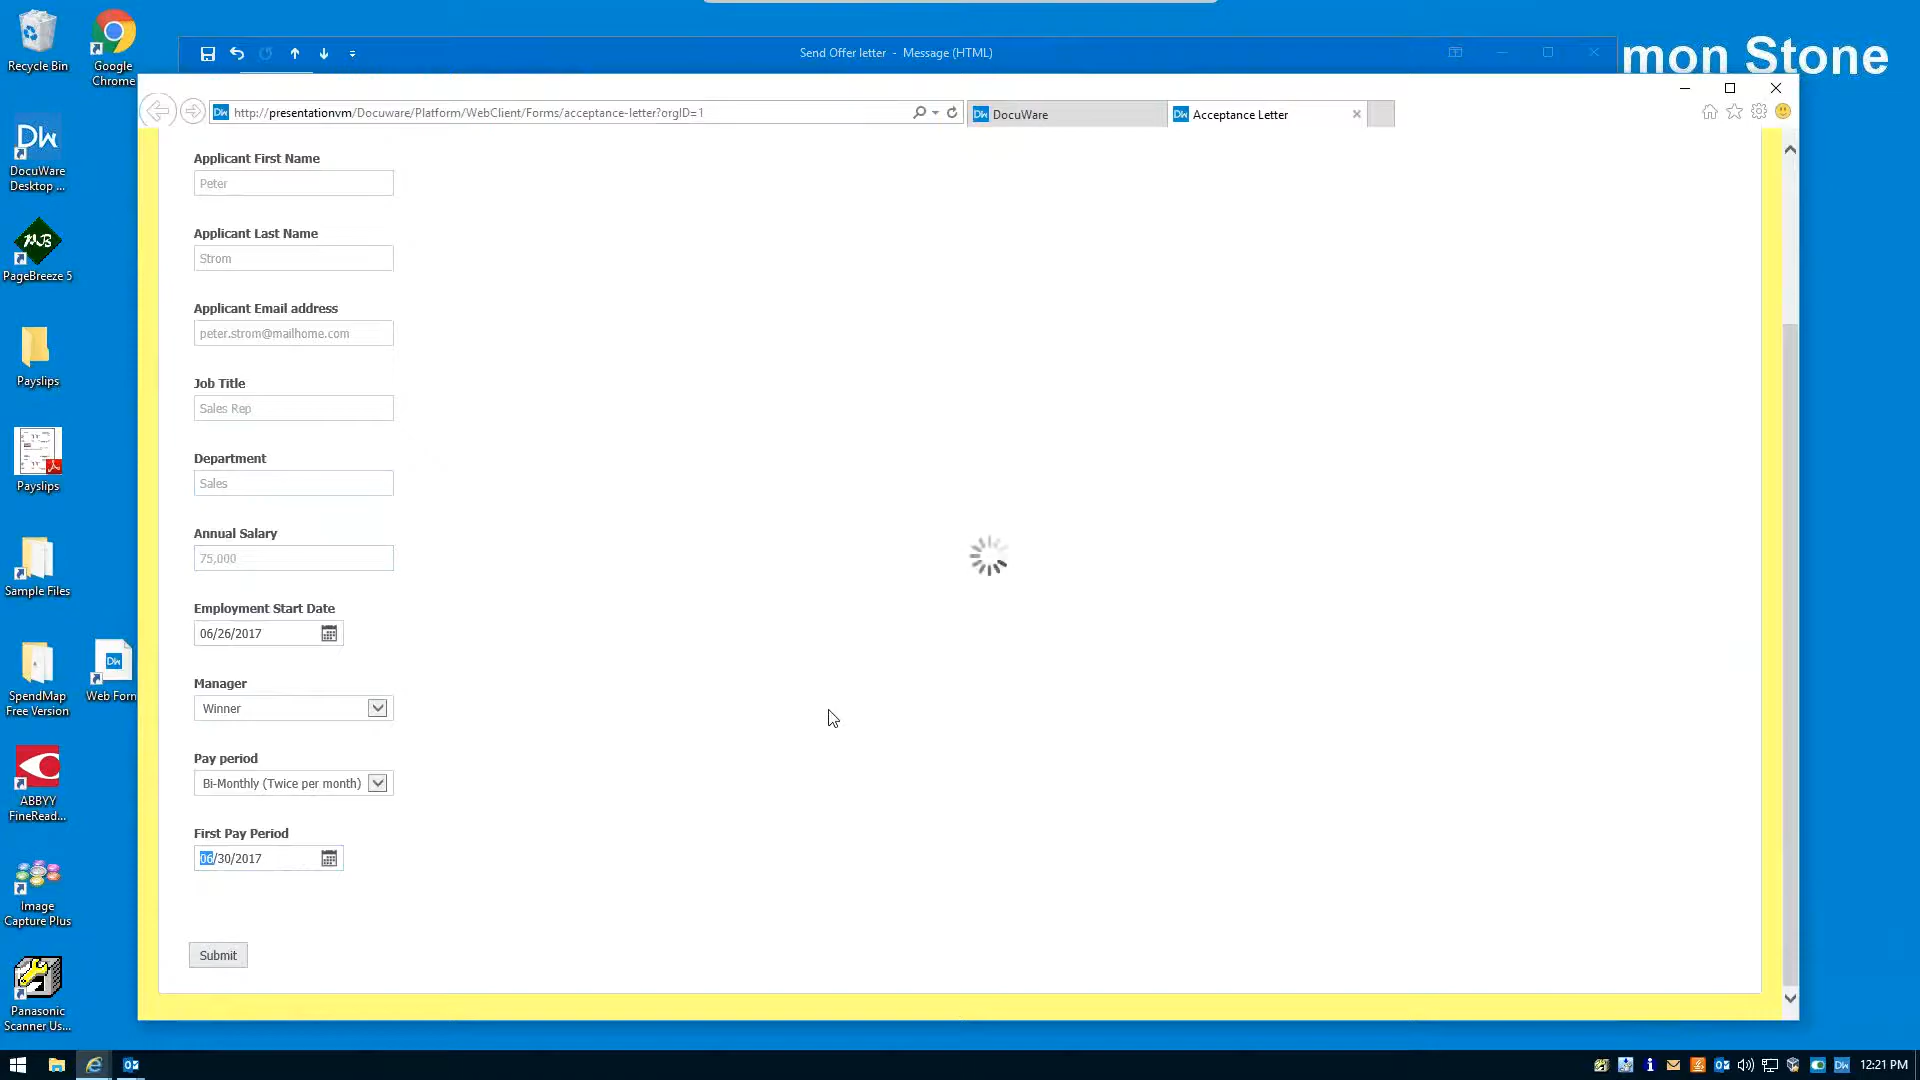 Recycle Bin
Google
Chrome
Send Offer letter - Message (HTML)
mon Stone
http://presentationvm/Docuware/Platform/WebClient/Forms/acceptance-letter?orgID=1
DocuWare
Acceptance Letter
DocuWare
Desktop ...
PageBreeze 5
Payslips
Payslips
Sample Files
SpendMap
Free Version
Web Forn
ABBYY
FineRead...
Image
Capture Plus
Panasonic
Scanner Us...
Applicant First Name
Peter
Applicant Last Name
Strom
Applicant Email address
peter.strom@mailhome.com
Job Title
Sales Rep
Department
Sales
Annual Salary
75,000
Employment Start Date
06/26/2017
Manager
Winner
Pay period
Bi-Monthly (Twice per month)
First Pay Period
06/30/2017
Submit
12:21 PM